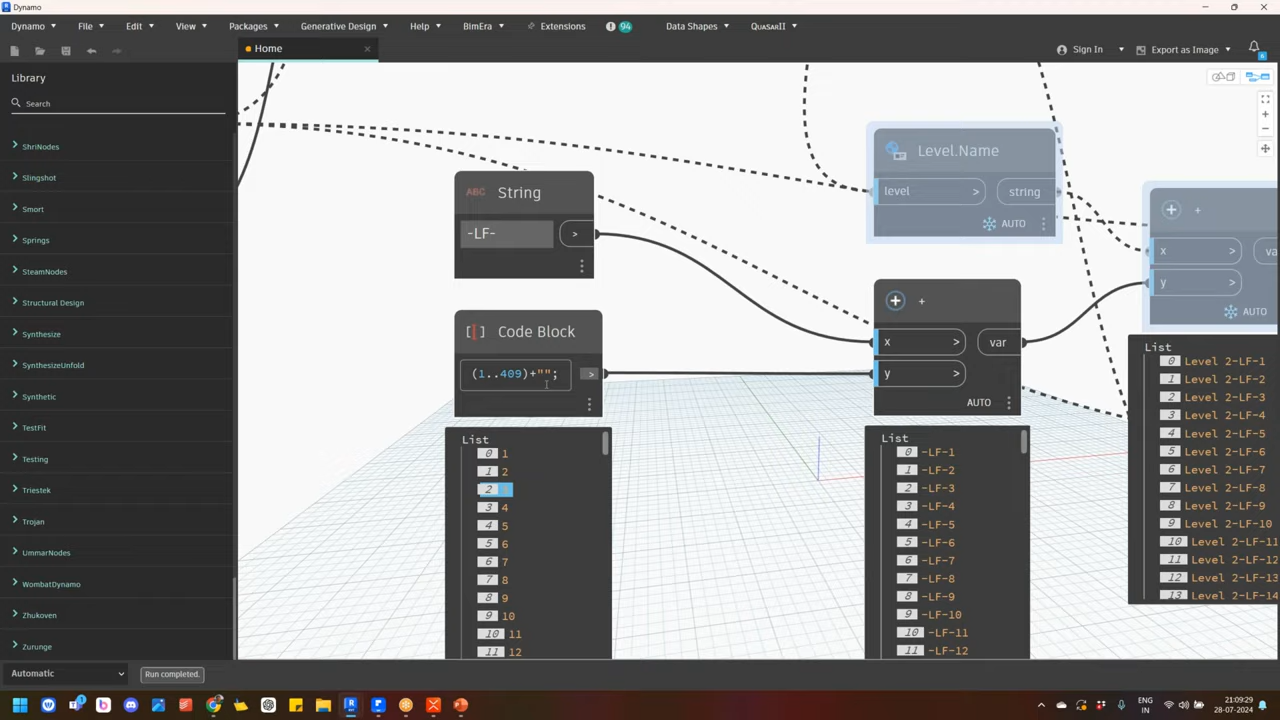 Dynamo
Dynamo File Edit View Packages Generative Design Help BimEra Extensions 94 Data Shapes QUASARII
Home
Sign In Export as Image
Library
Search
ShriNodes
Slingshot
Smort
Springs
SteamNodes
Structural Design
Synthesize
SynthesizeUnfold
Synthetic
TestFit
Testing
Triestek
Trojan
UmmarNodes
WombatDynamo
Zhukoven
Zurunge
Automatic
Run completed.
ABC String
-LF- >
[ ] Code Block
(1..409)+""; >
List
0 1
1 2
2
3 4
4 5
5 6
6 7
7 8
8 9
9 10
10 11
11 12
Level.Name
level > string
AUTO
+ +
x > var
y >
AUTO
List
0 -LF-1
1 -LF-2
2 -LF-3
3 -LF-4
4 -LF-5
5 -LF-6
6 -LF-7
7 -LF-8
8 -LF-9
9 -LF-10
10 -LF-11
11 -LF-12
+ +
x > va
y >
AUTO
List
0 Level 2-LF-1
1 Level 2-LF-2
2 Level 2-LF-3
3 Level 2-LF-4
4 Level 2-LF-5
5 Level 2-LF-6
6 Level 2-LF-7
7 Level 2-LF-8
8 Level 2-LF-9
9 Level 2-LF-10
10 Level 2-LF-11
11 Level 2-LF-12
12 Level 2-LF-13
13 Level 2-LF-14
ENG
IN
21:09:29
28-07-2024